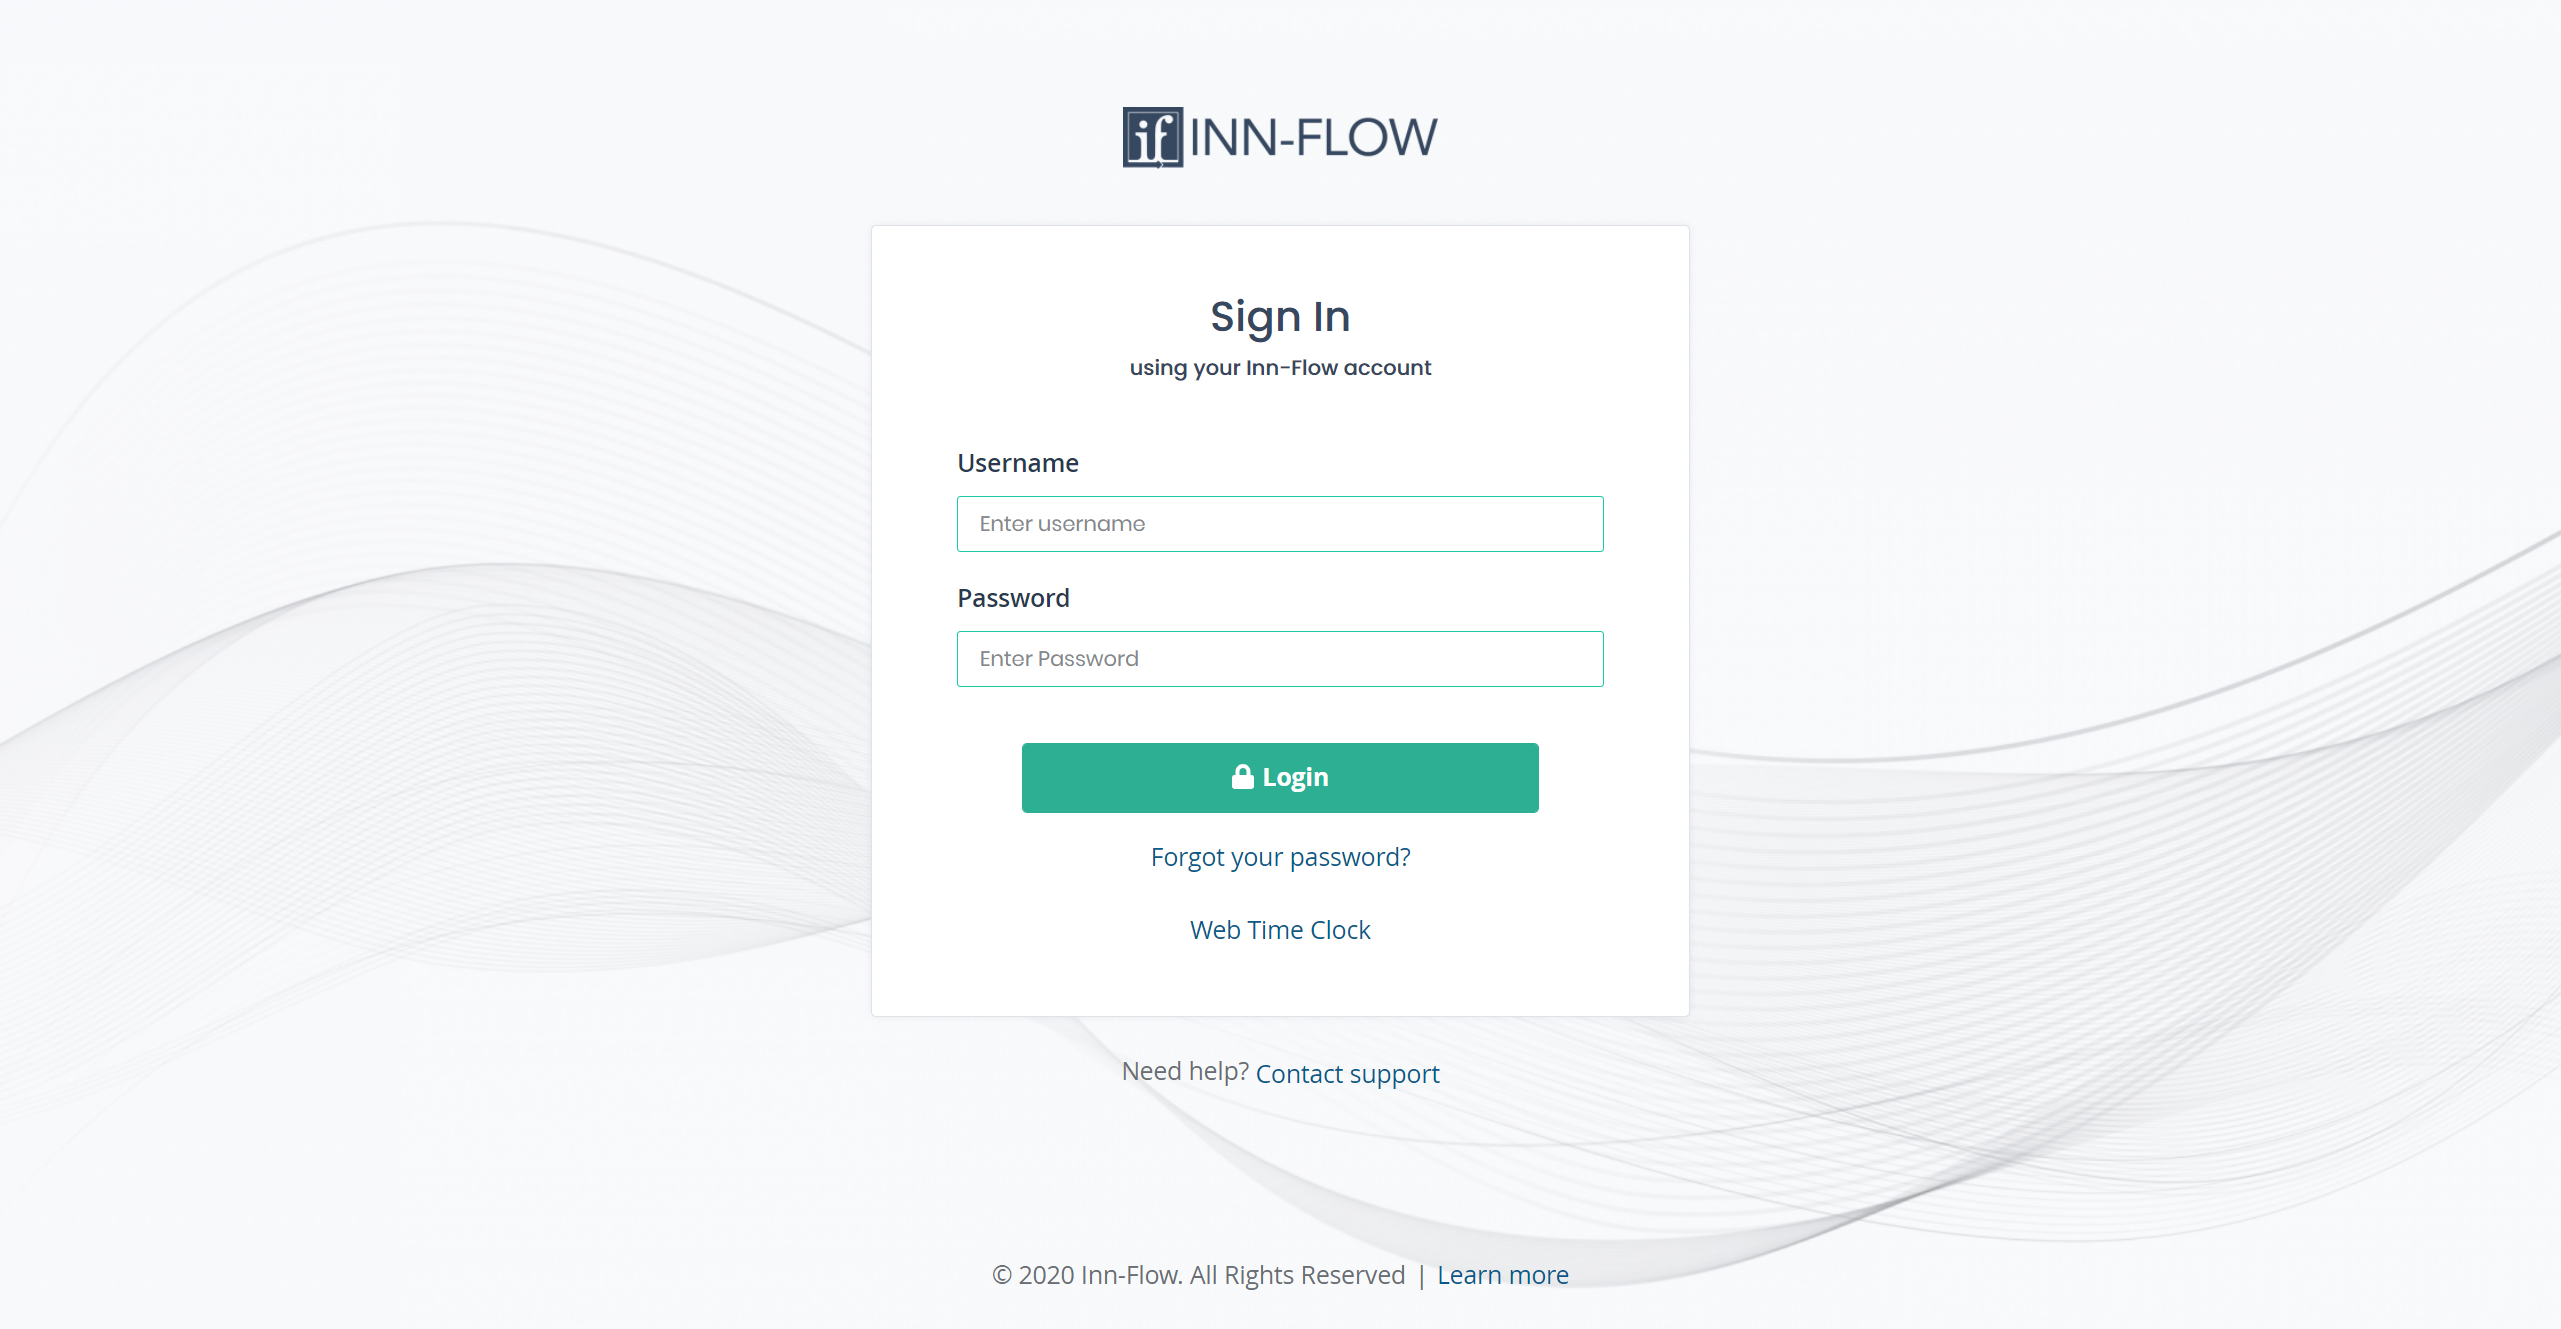 if INN-FLOW
Sign In
using your Inn-Flow account
Username
Enter username
Password
Enter Password
Login
Forgot your password?
Web Time Clock
Need help? Contact support
© 2020 Inn-Flow. All Rights Reserved | Learn more